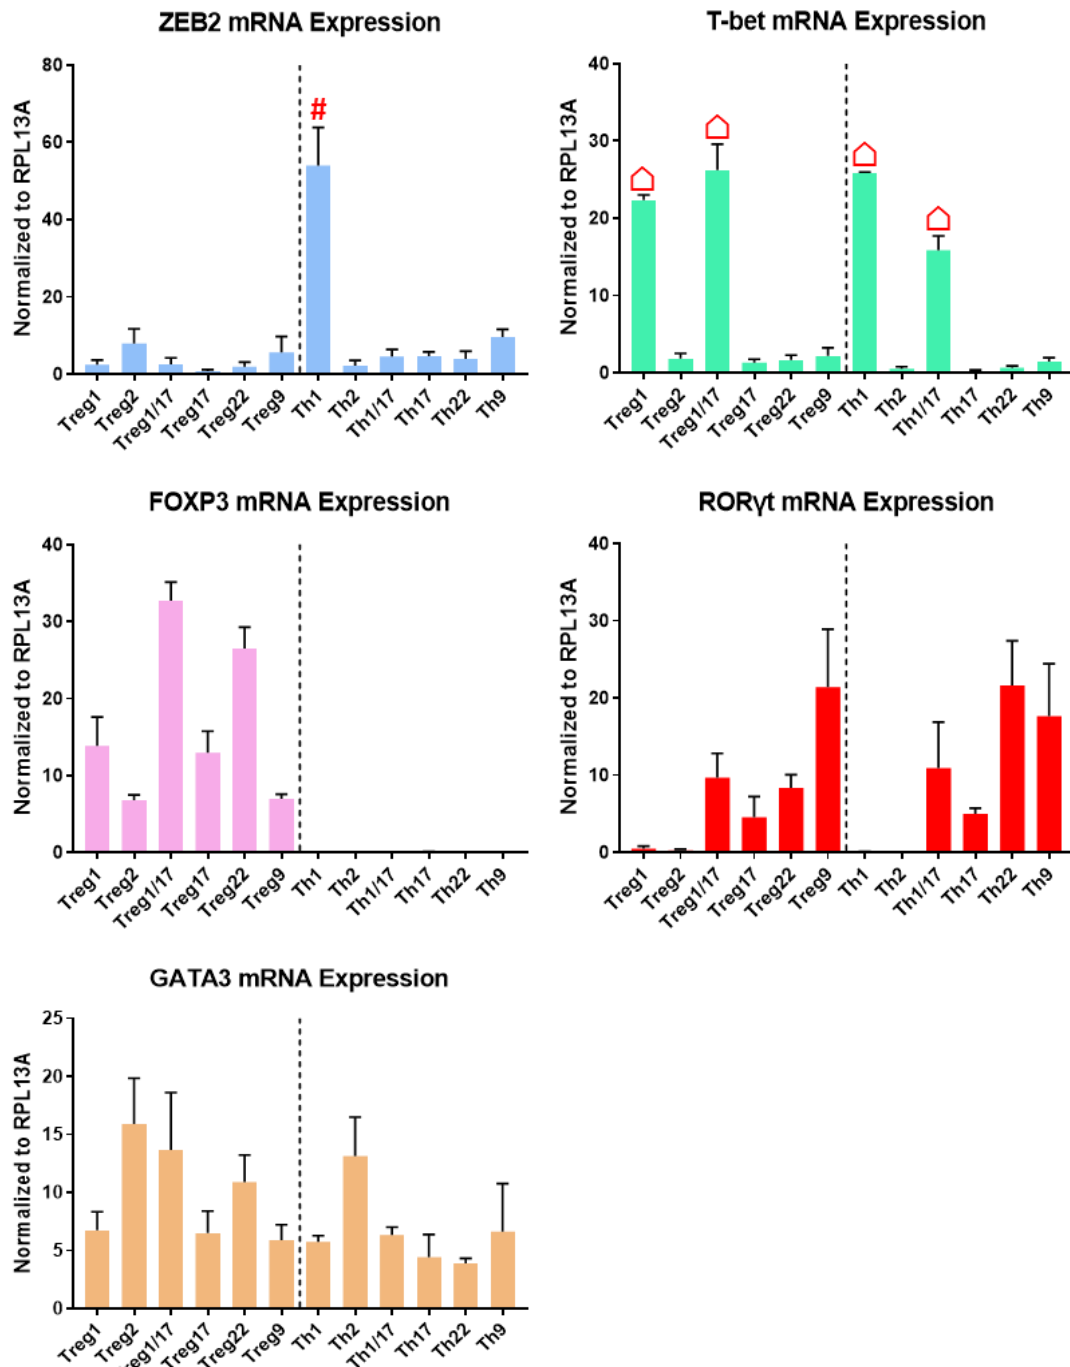 ZEB2 mRNA Expression
Normalized to RPL13A
80
60
40
20
0
#
Treg1
Treg2
Treg1/17
Treg17
Treg22
Treg9
Th1
Th2
Th1/17
Th17
Th22
Th9
T-bet mRNA Expression
Normalized to RPL13A
40
30
20
10
0
Treg1
Treg2
Treg1/17
Treg17
Treg22
Treg9
Th1
Th2
Th1/17
Th17
Th22
Th9
FOXP3 mRNA Expression
Normalized to RPL13A
40
30
20
10
0
Treg1
Treg2
Treg1/17
Treg17
Treg22
Treg9
Th1
Th2
Th1/17
Th17
Th22
Th9
RORγt mRNA Expression
Normalized to RPL13A
40
30
20
10
0
Treg1
Treg2
Treg1/17
Treg17
Treg22
Treg9
Th1
Th2
Th1/17
Th17
Th22
Th9
GATA3 mRNA Expression
Normalized to RPL13A
25
20
15
10
5
0
Treg1
Treg2
Treg1/17
Treg17
Treg22
Treg9
Th1
Th2
Th1/17
Th17
Th22
Th9